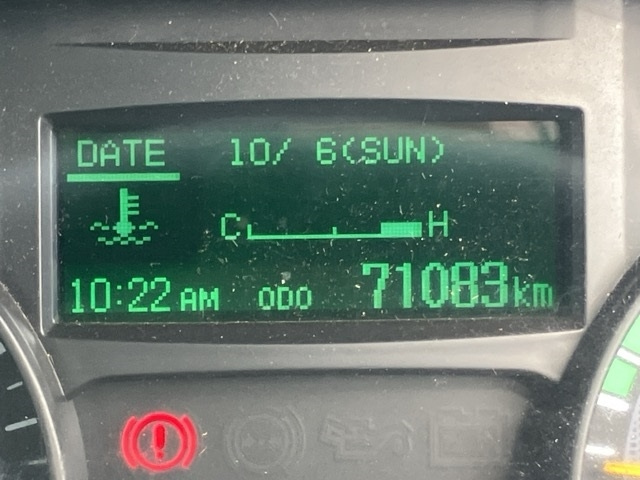 DATE 10/ 6(SUN)
C H
10:22 AM ODO 71083km